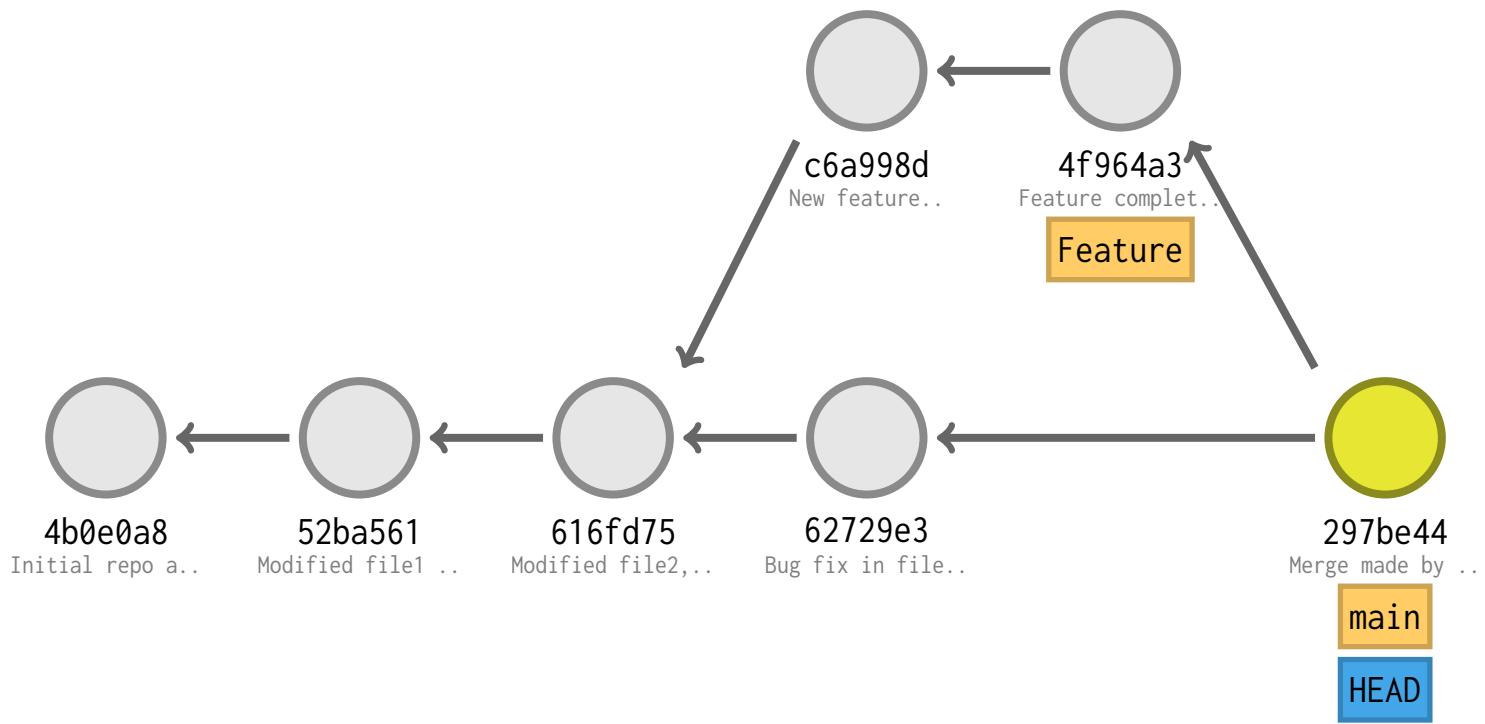 c6a998d
New feature..
4f964a3
Feature complet..
Feature
4b0e0a8
Initial repo a..
52ba561
Modified file1 ..
616fd75
Modified file2,..
62729e3
Bug fix in file..
297be44
Merge made by ..
main
HEAD